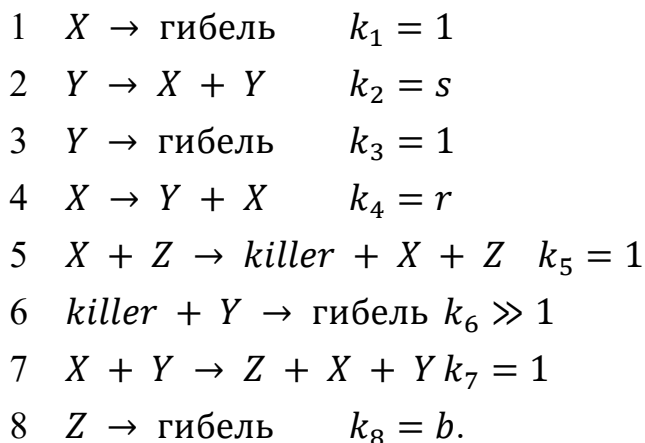 1 𝑋 → гибель 𝑘₁ = 1
2 𝑌 → 𝑋 + 𝑌 𝑘₂ = 𝑠
3 𝑌 → гибель 𝑘₃ = 1
4 𝑋 → 𝑌 + 𝑋 𝑘₄ = 𝑟
5 𝑋 + 𝑍 → 𝑘𝑖𝑙𝑙𝑒𝑟 + 𝑋 + 𝑍 𝑘₅ = 1
6 𝑘𝑖𝑙𝑙𝑒𝑟 + 𝑌 → гибель 𝑘₆ ≫ 1
7 𝑋 + 𝑌 → 𝑍 + 𝑋 + 𝑌 𝑘₇ = 1
8 𝑍 → гибель 𝑘₈ = 𝑏.